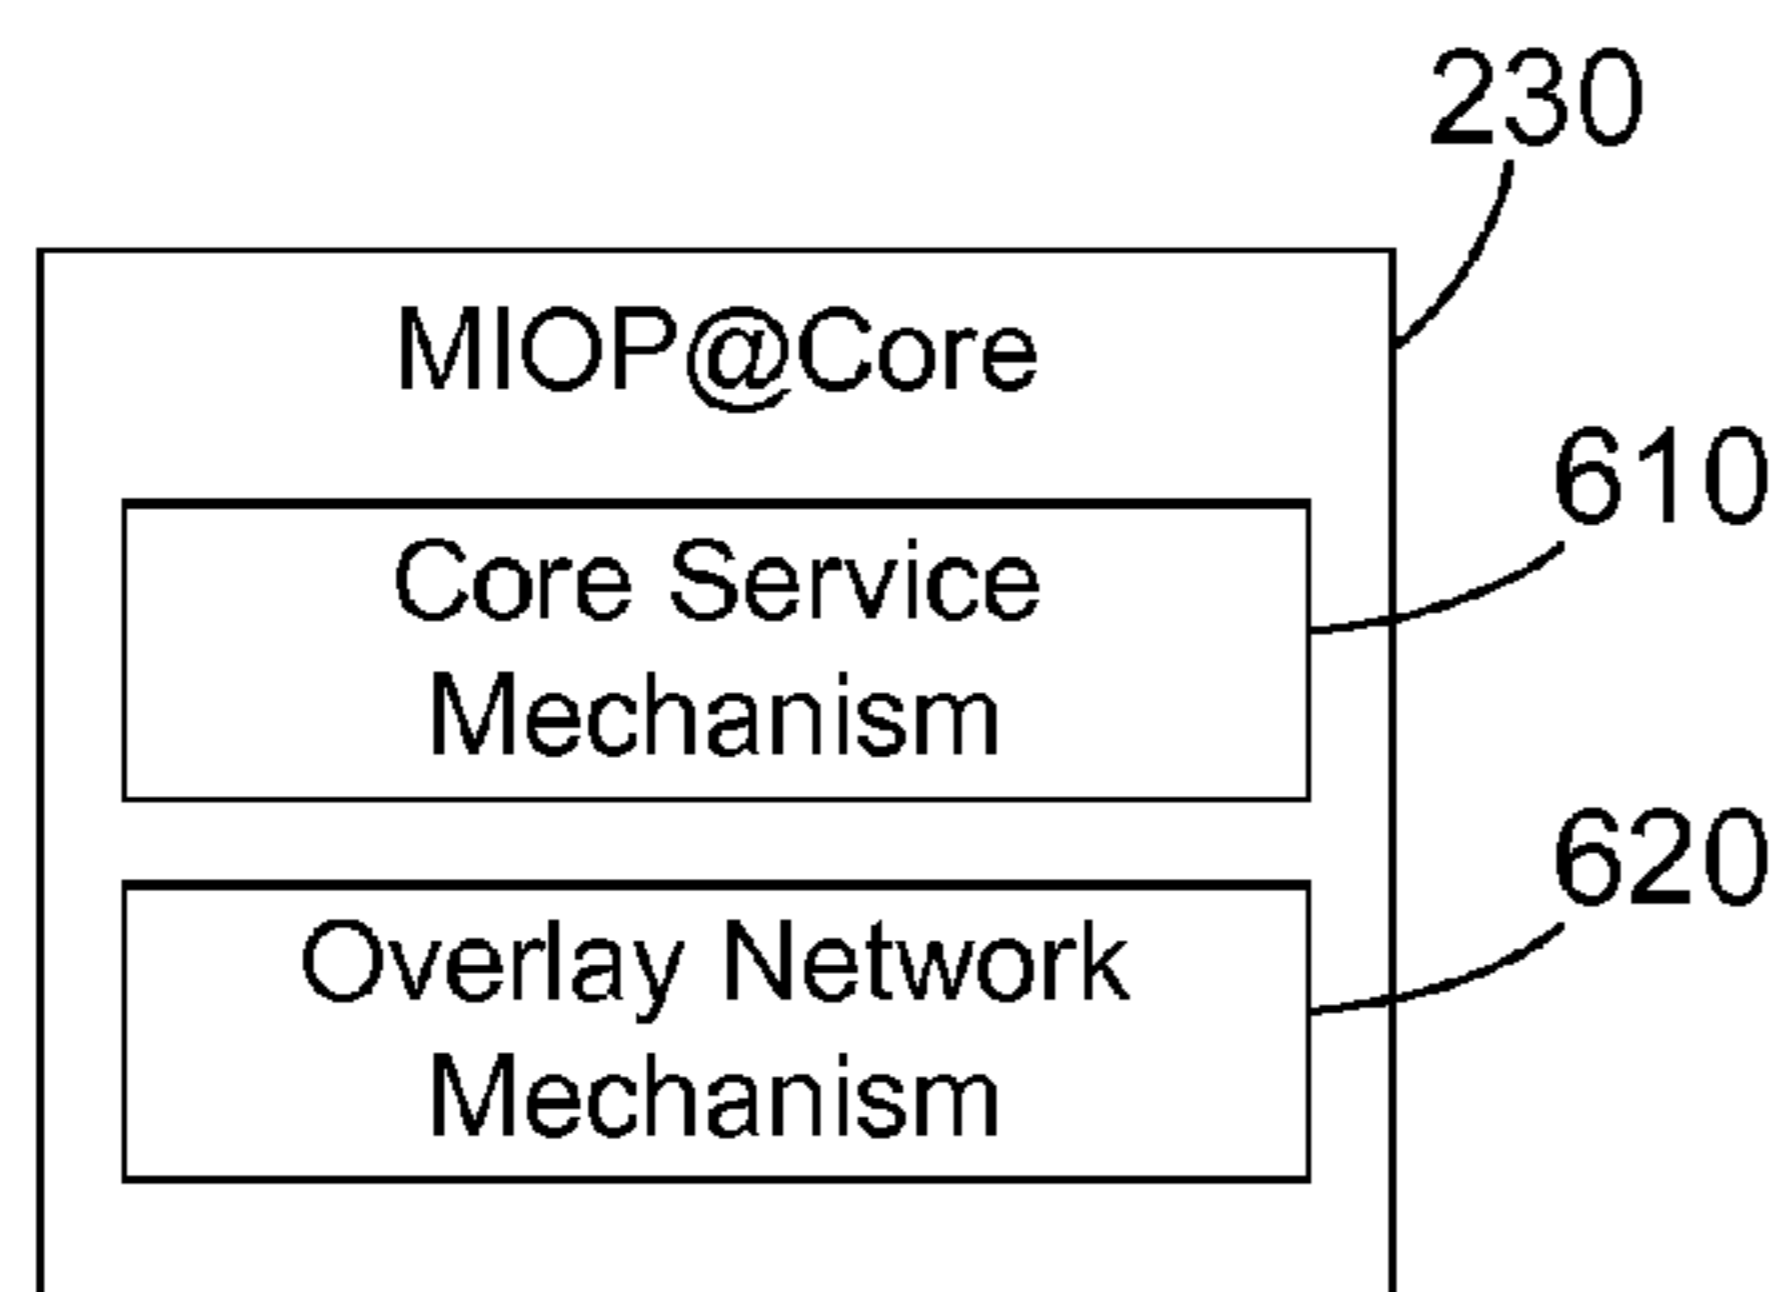 230
MIOP@Core
610
Core Service
Mechanism
620
Overlay Network
Mechanism